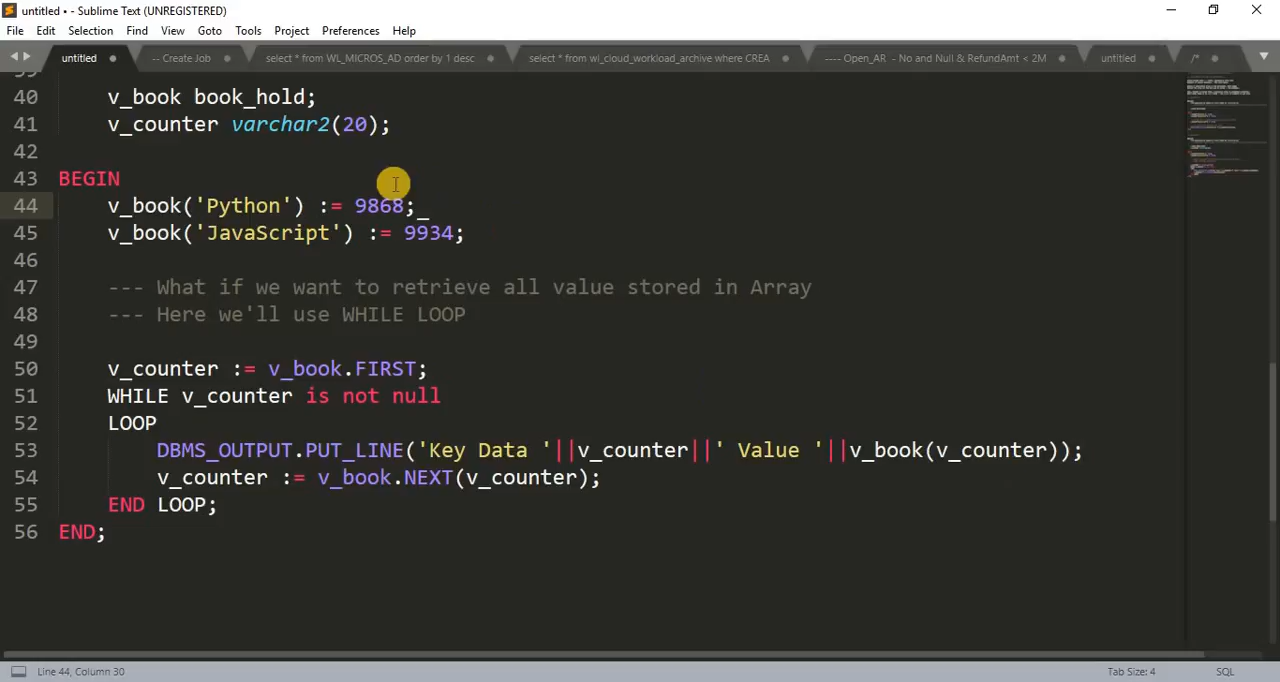 untitled • - Sublime Text (UNREGISTERED)
File Edit Selection Find View Goto Tools Project Preferences Help
untitled -- Create Job select * from WL_MICROS_AD order by 1 desc select * from wi_cloud_workload_archive where CREA ---- Open_AR - No and Null & RefundAmt < 2M untitled /*
40 v_book book_hold;
41 v_counter varchar2(20);
42
43 BEGIN
44 v_book('Python') := 9868;
45 v_book('JavaScript') := 9934;
46
47 --- What if we want to retrieve all value stored in Array
48 --- Here we'll use WHILE LOOP
49
50 v_counter := v_book.FIRST;
51 WHILE v_counter is not null
52 LOOP
53 DBMS_OUTPUT.PUT_LINE('Key Data '||v_counter||' Value '||v_book(v_counter));
54 v_counter := v_book.NEXT(v_counter);
55 END LOOP;
56 END;
Line 44, Column 30 Tab Size: 4 SQL